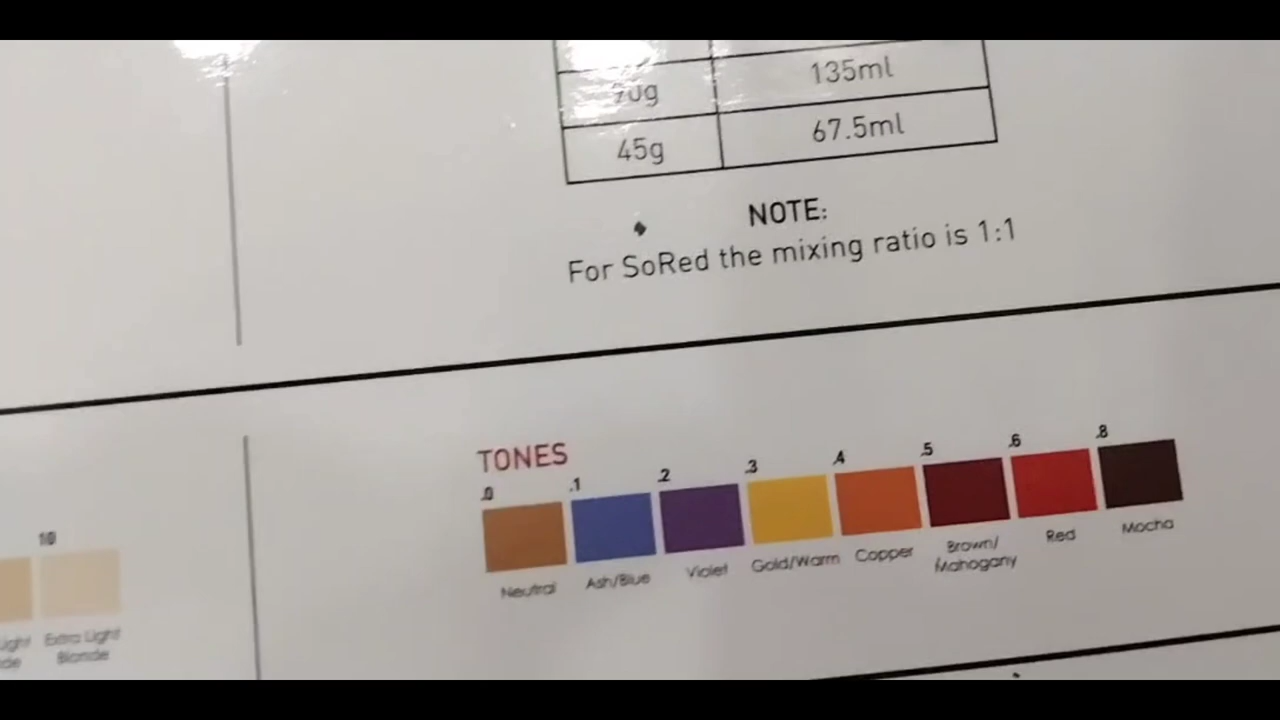 135ml
90g
67.5ml
45g
NOTE:
For SoRed the mixing ratio is 1:1
TONES
.0 .1 .2 .3 .4 .5 .6 .8
Neutral Ash/Blue Violet Gold/Warm Copper Brown/Mahogany Red Mocha
10
Extra Light
Blonde